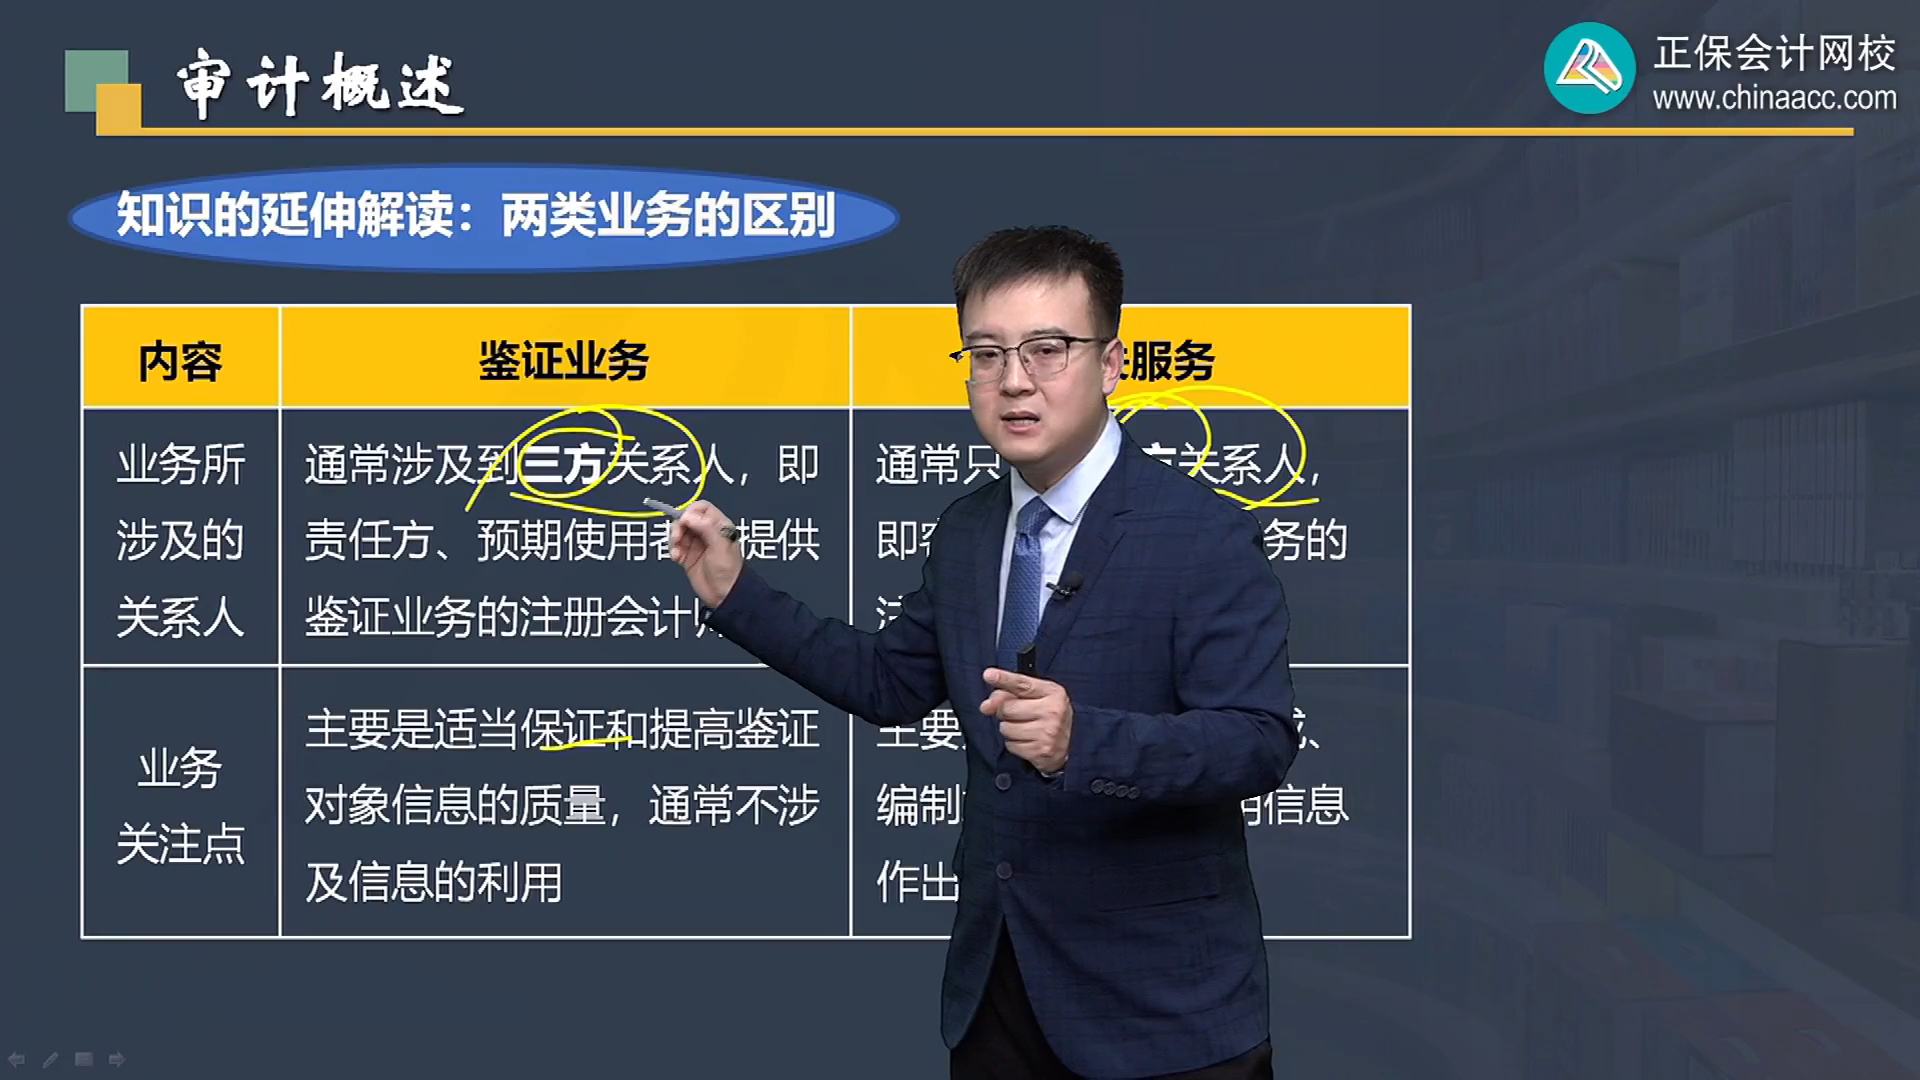 审计概述
正保会计网校
www.chinaacc.com
知识的延伸解读：两类业务的区别
内容
鉴证业务
服务
业务所
涉及的
关系人
通常涉及到三方关系人，即
责任方、预期使用者 提供
鉴证业务的注册会计
通常只 方关系人，
即 务的
业务
关注点
主要是适当保证和提高鉴证
对象信息的质量，通常不涉
及信息的利用
主要
编制 信息
作出